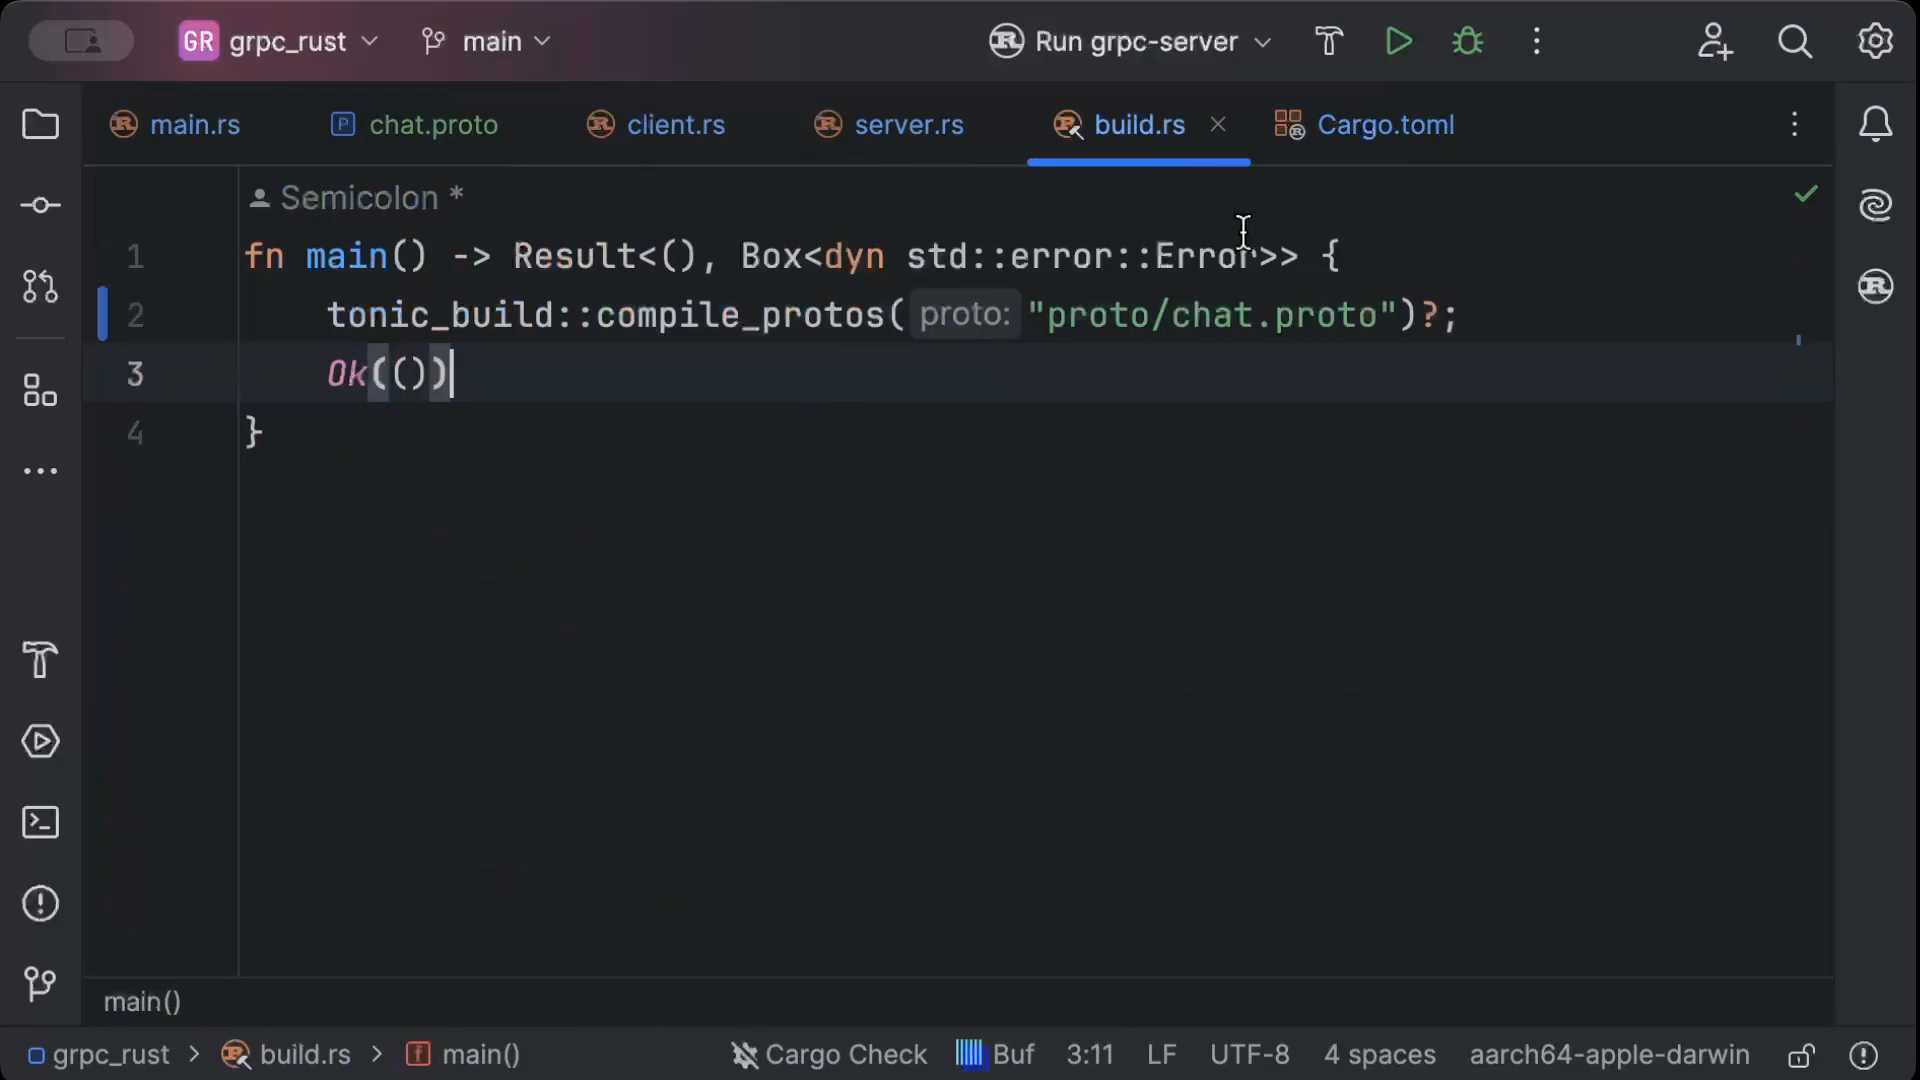 GR grpc_rust main Run grpc-server
main.rs chat.proto client.rs server.rs build.rs Cargo.toml
Semicolon *
1 fn main() -> Result<(), Box<dyn std::error::Error>> {
2 tonic_build::compile_protos( proto: "proto/chat.proto")?;
3 Ok(())
4 }
main()
grpc_rust > build.rs > main() Cargo Check Buf 3:11 LF UTF-8 4 spaces aarch64-apple-darwin